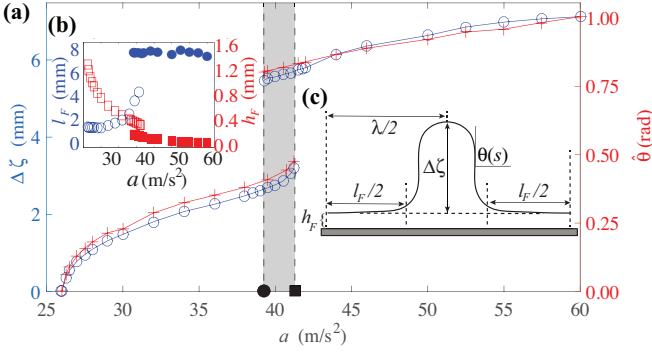 (a)
(b)
(c)
6
4
2
0
Δ ζ (mm)
20
25
30
35
40
45
50
55
60
a (m/s²)
1.00
0.75
0.50
0.25
0.00
θ̂ (rad)
8
6
4
2
0
l_F (mm)
1.6
1.2
0.8
0.4
0.0
h_F (mm)
30
40
50
60
a (m/s²)
λ/2
Δζ
θ(s)
l_F/2
l_F/2
h_F